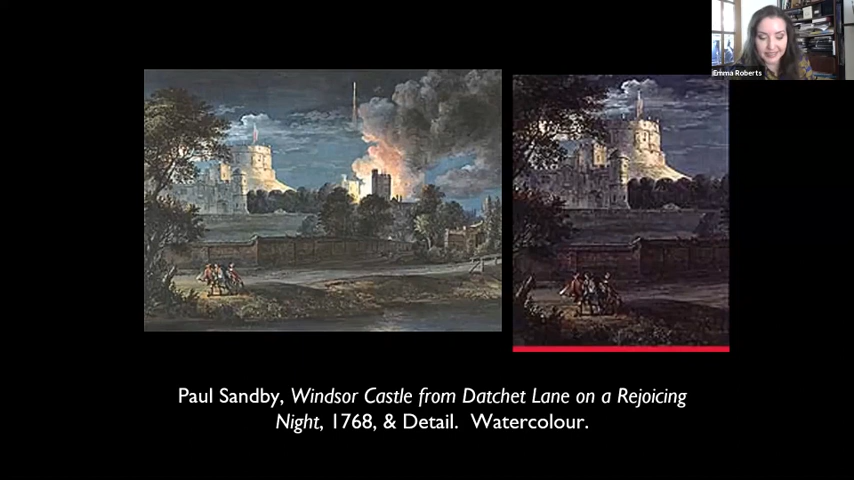 Emma Roberts
Paul Sandby, Windsor Castle from Datchet Lane on a Rejoicing
Night, 1768, & Detail. Watercolour.